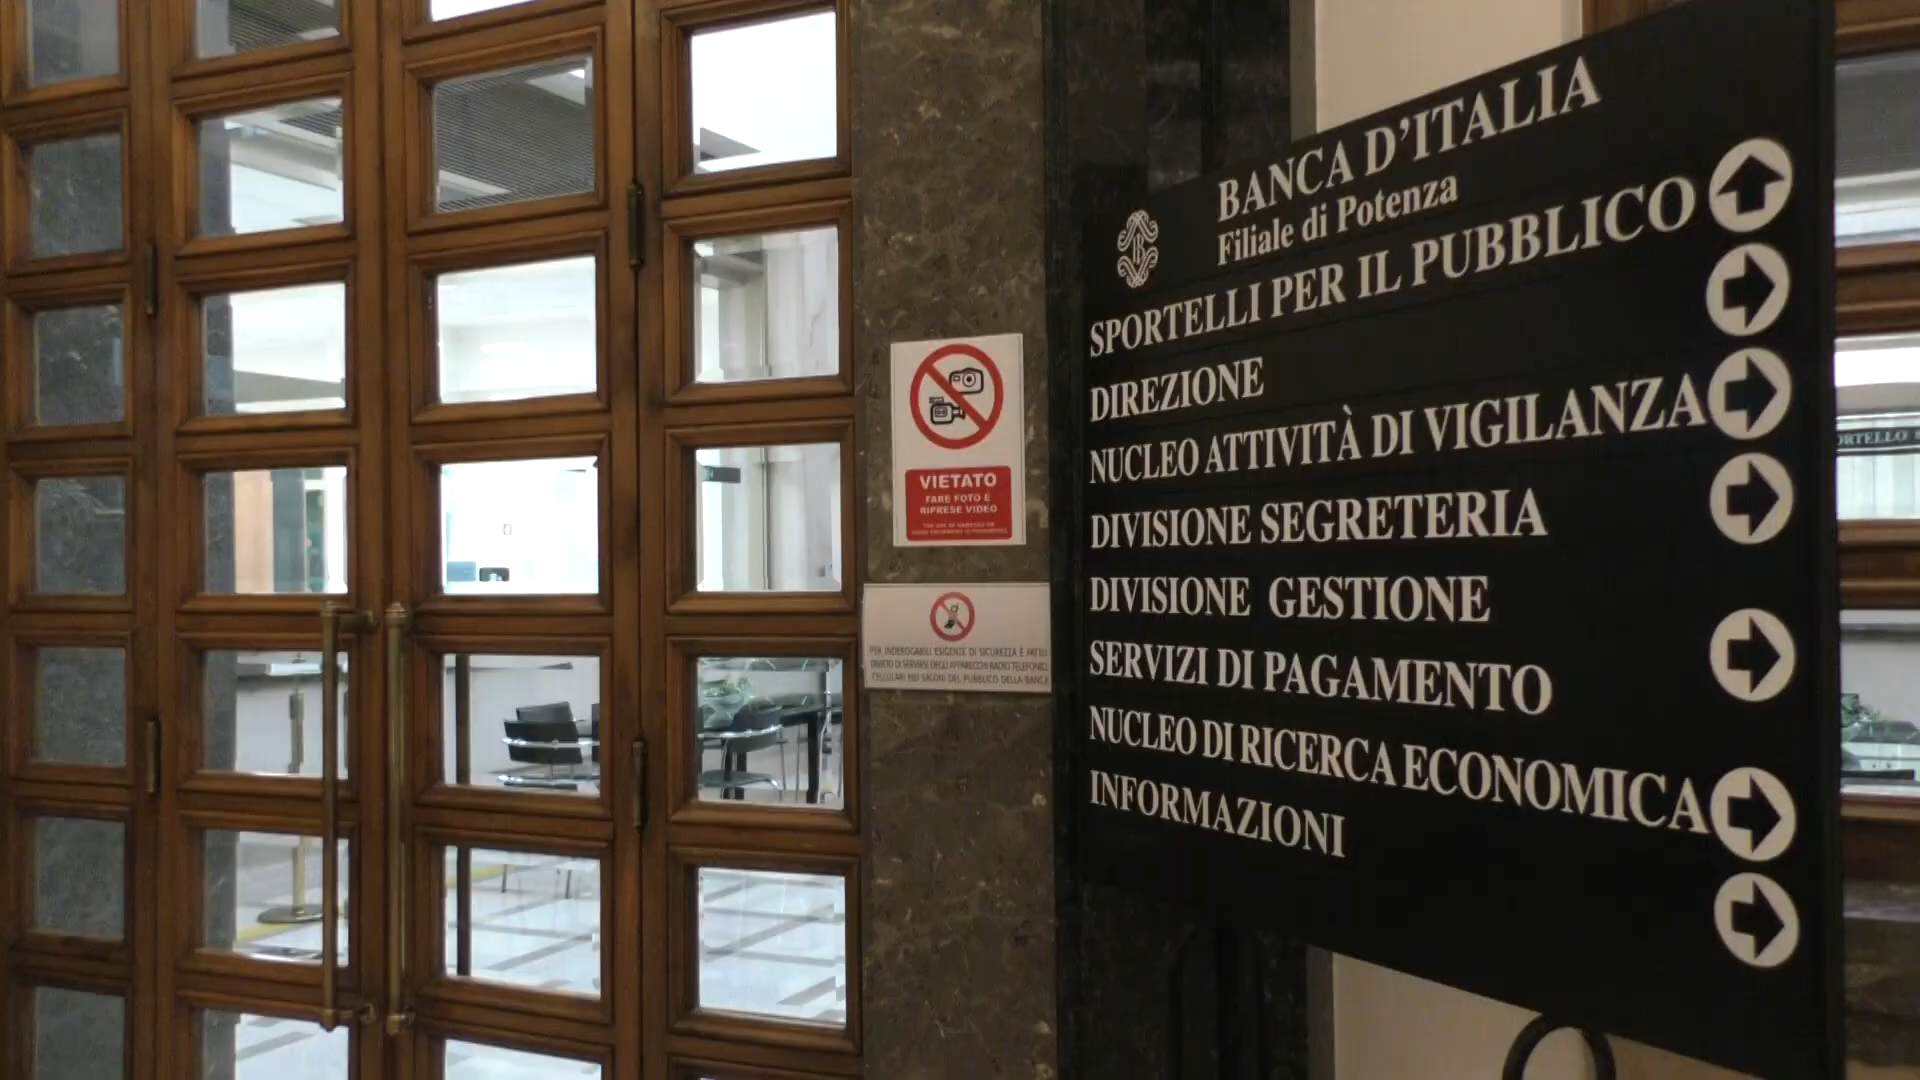 BANCA D'ITALIA
Filiale di Potenza
SPORTELLI PER IL PUBBLICO
DIREZIONE
NUCLEO ATTIVITÀ DI VIGILANZA
DIVISIONE SEGRETERIA
DIVISIONE GESTIONE
SERVIZI DI PAGAMENTO
NUCLEO DI RICERCA ECONOMICA
INFORMAZIONI
VIETATO
FARE FOTO E
RIPRESE VIDEO
PER INDEROGABILI ESIGENZE DI SICUREZZA È FATTO
DIVIETO DI SERVIRSI DEGLI APPARECCHI RADIO TELEFONICI
CELLULARI NEI SALONI DEL PUBBLICO DELLA BANCA